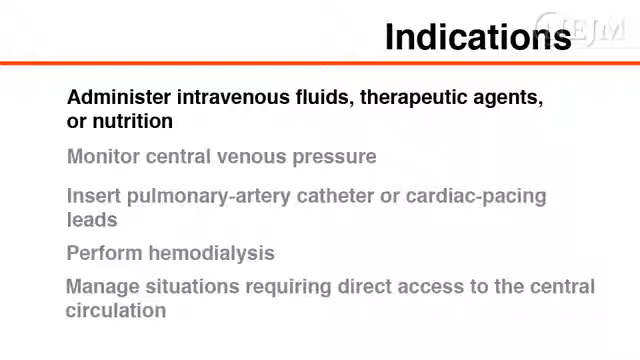 Indications
Administer intravenous fluids, therapeutic agents,
or nutrition
Monitor central venous pressure
Insert pulmonary-artery catheter or cardiac-pacing
leads
Perform hemodialysis
Manage situations requiring direct access to the central
circulation